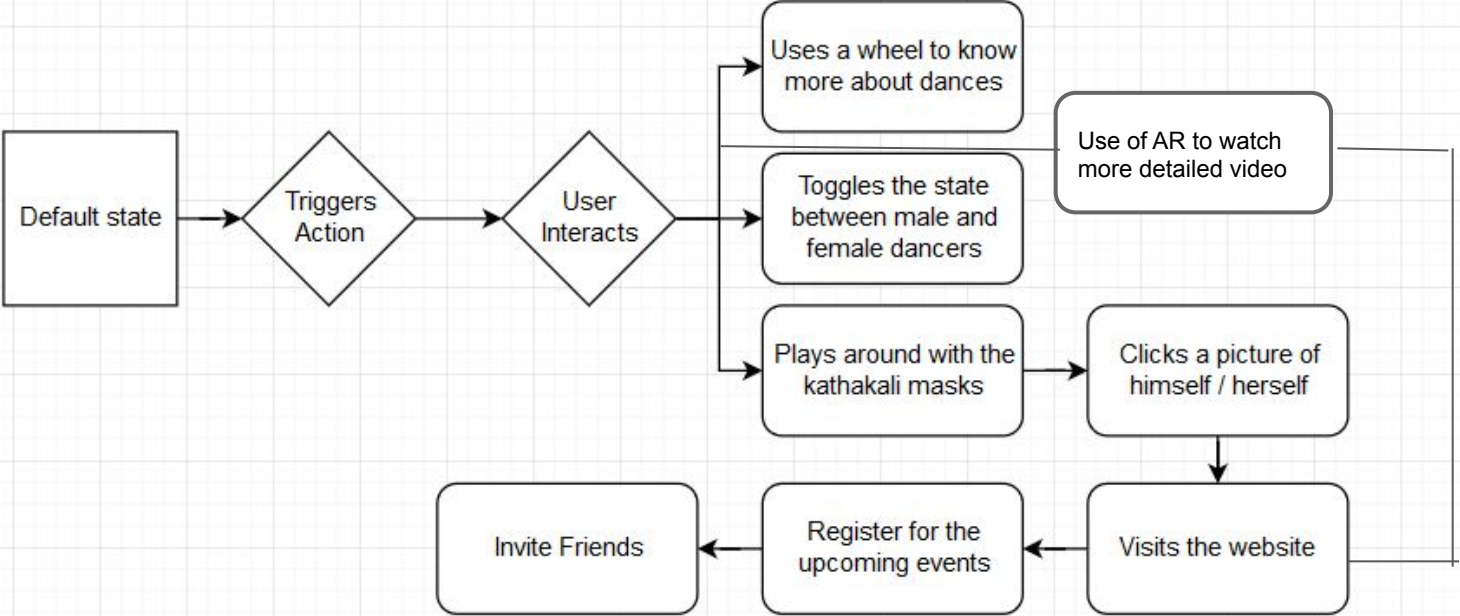 Default state
Triggers
Action
User
Interacts
Uses a wheel to know
more about dances
Use of AR to watch
more detailed video
Toggles the state
between male and
female dancers
Plays around with the
kathakali masks
Clicks a picture of
himself / herself
Visits the website
Register for the
upcoming events
Invite Friends